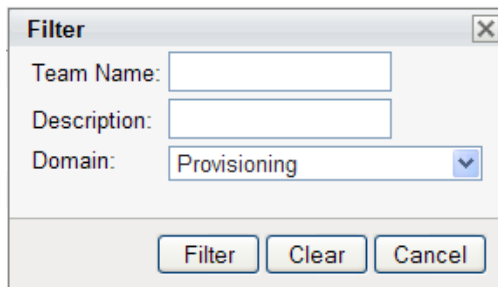 Filter
Team Name:
Description:
Domain: Provisioning
Filter Clear Cancel